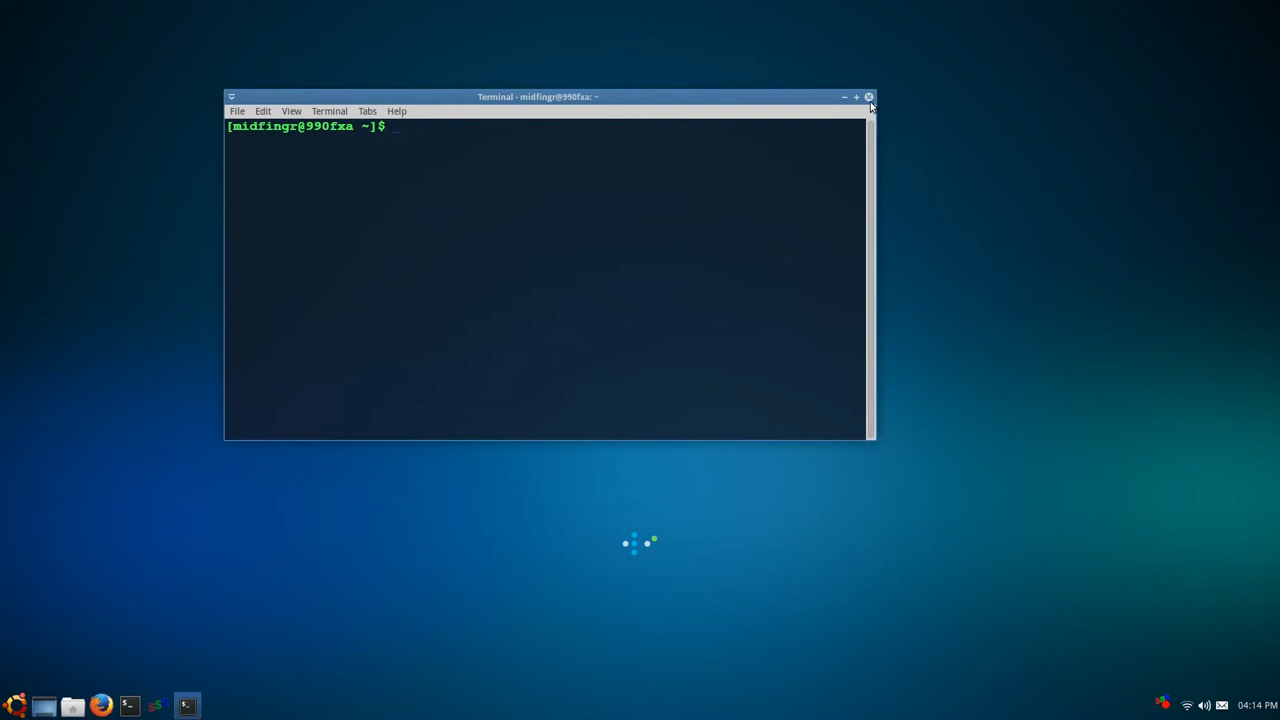 Terminal - midfingr@990fxa: ~
File Edit View Terminal Tabs Help
[midfingr@990fxa ~]$ _
04:14 PM